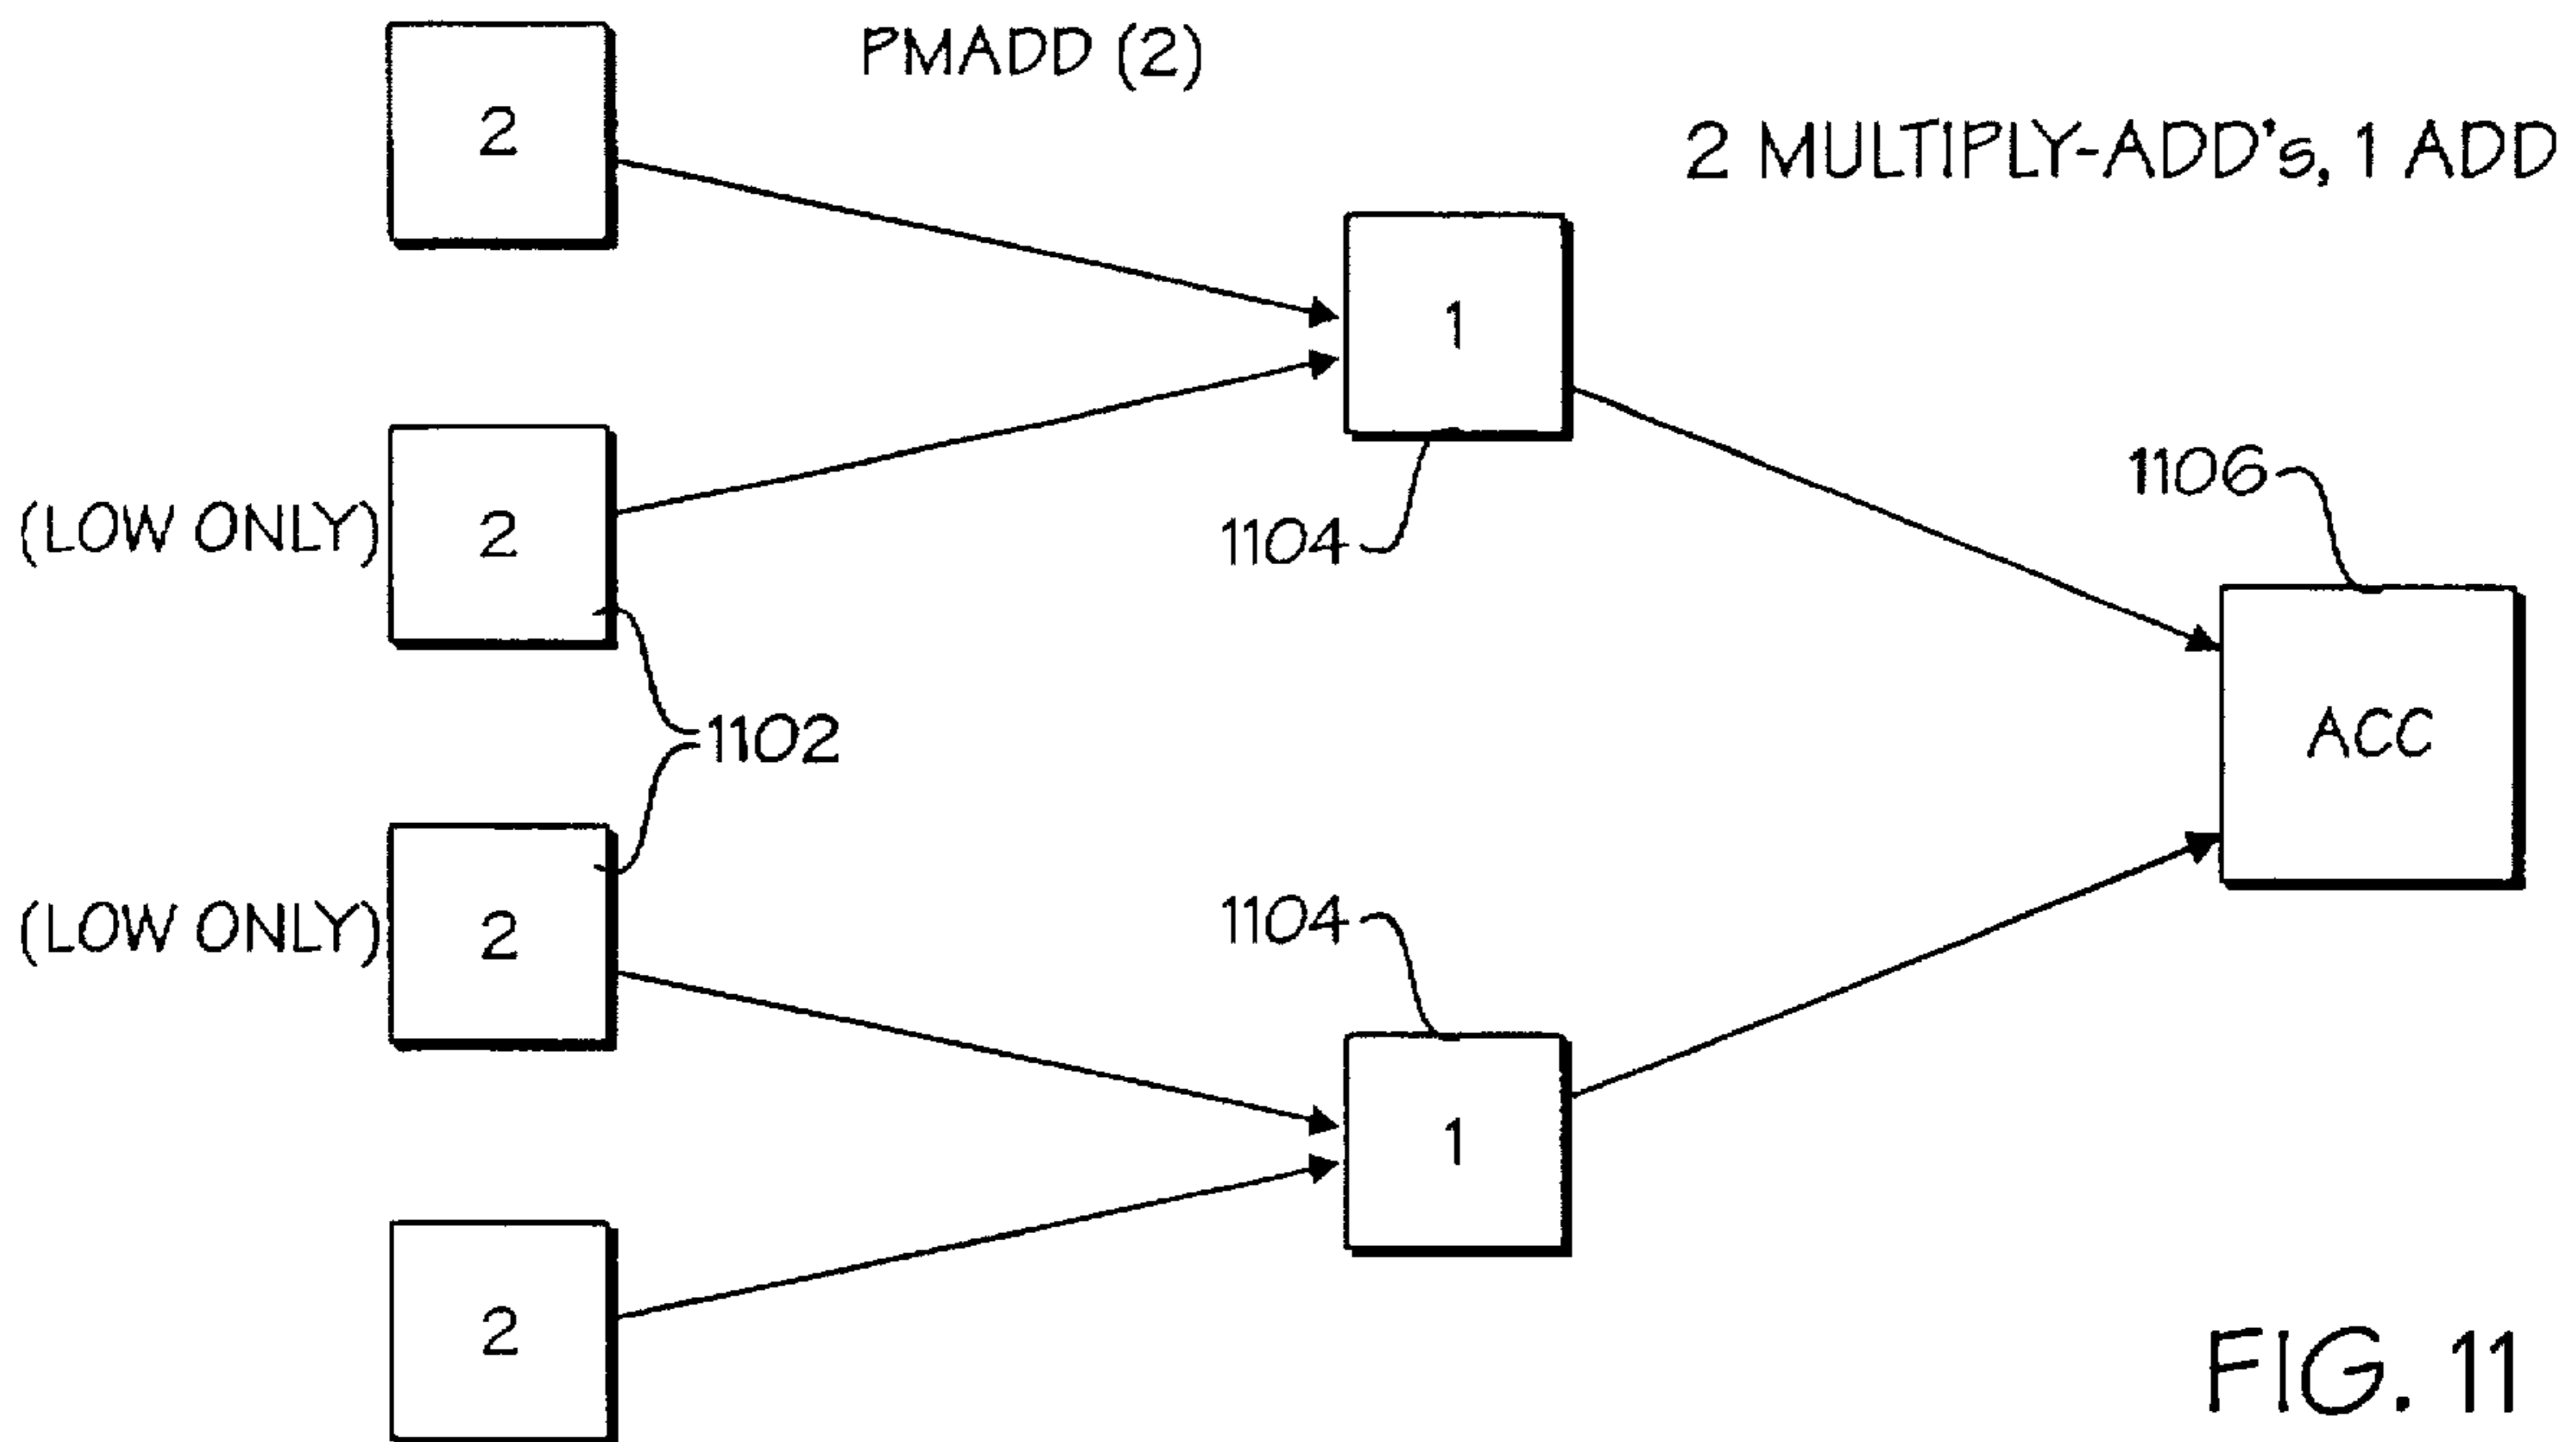 2
PMADD (2)
2 MULTIPLY-ADD's, 1 ADD
1
(LOW ONLY) 2
1104
1106
1102
ACC
(LOW ONLY) 2
1104
1
2
FIG. 11